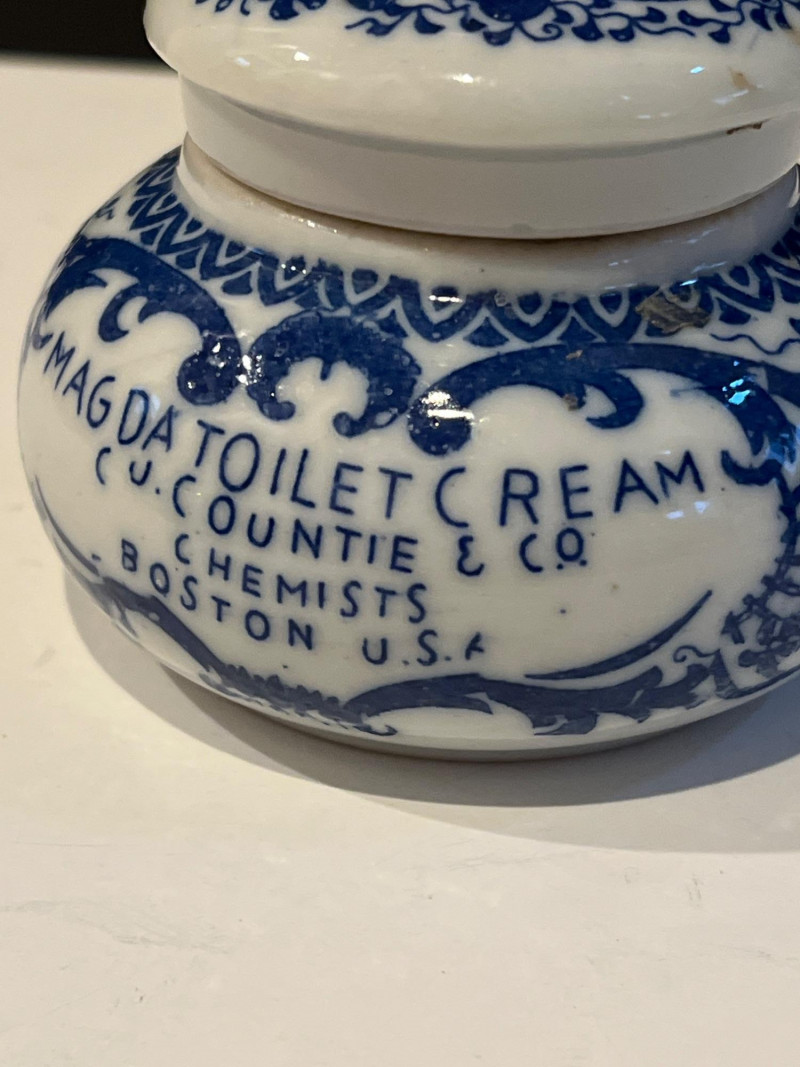 MAGDA TOILET CREAM
C.J. COUNTIE & CO.
CHEMISTS
BOSTON U.S.A